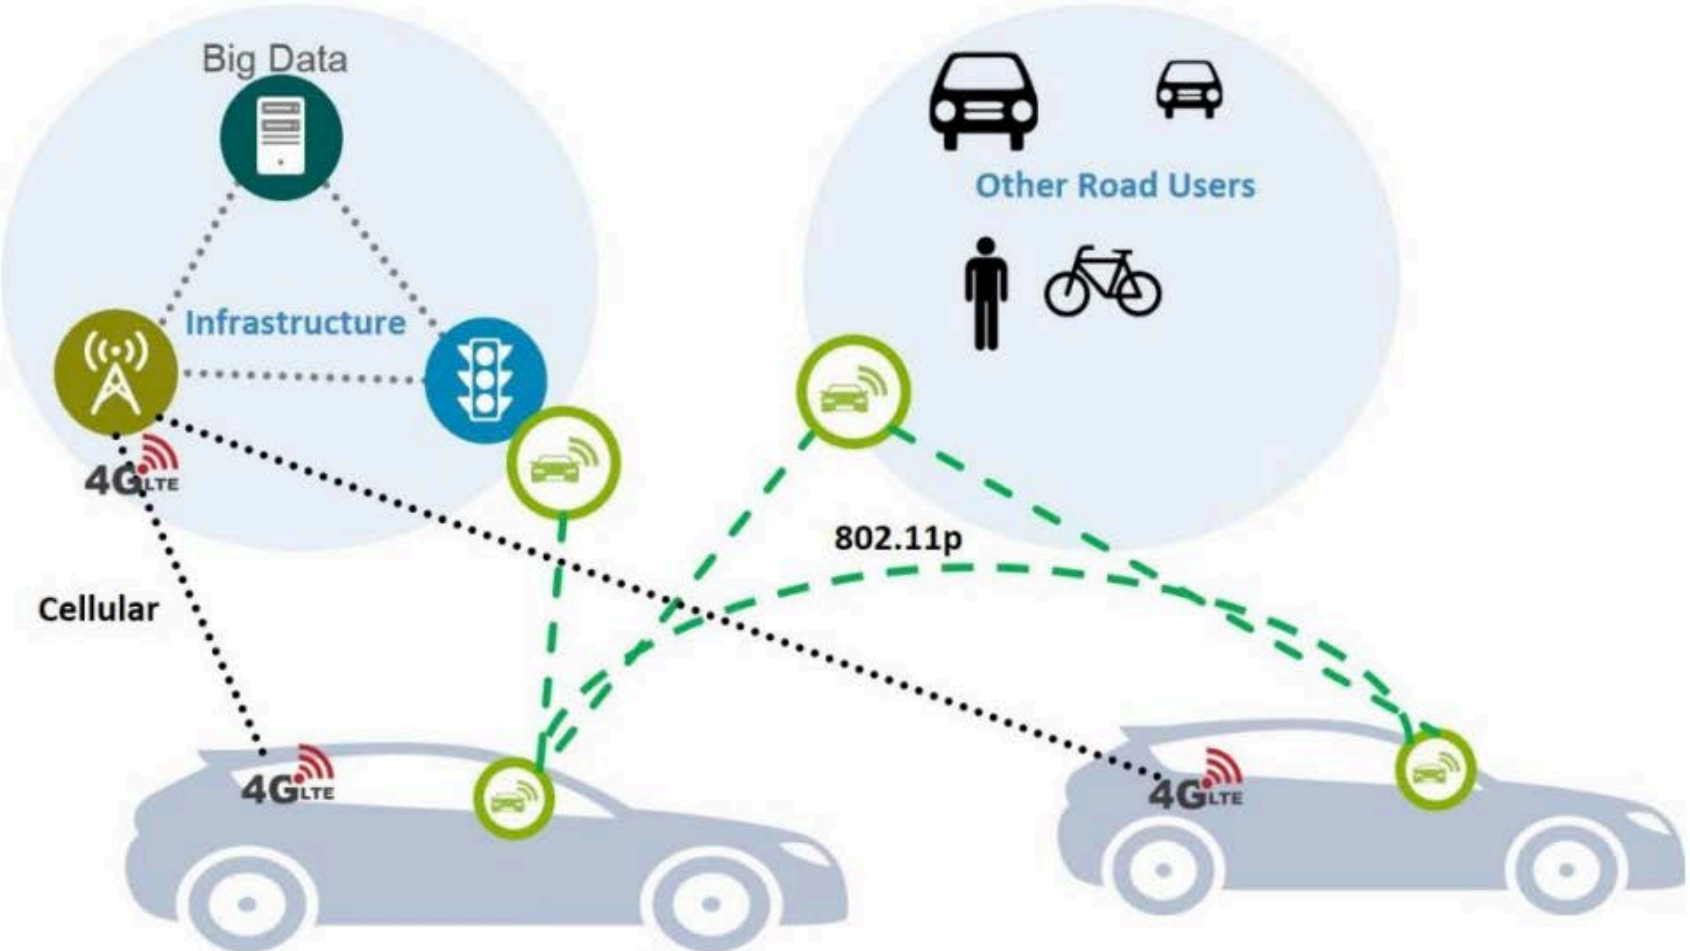 Big Data
Other Road Users
Infrastructure
4G LTE
802.11p
Cellular
4G LTE
4G LTE